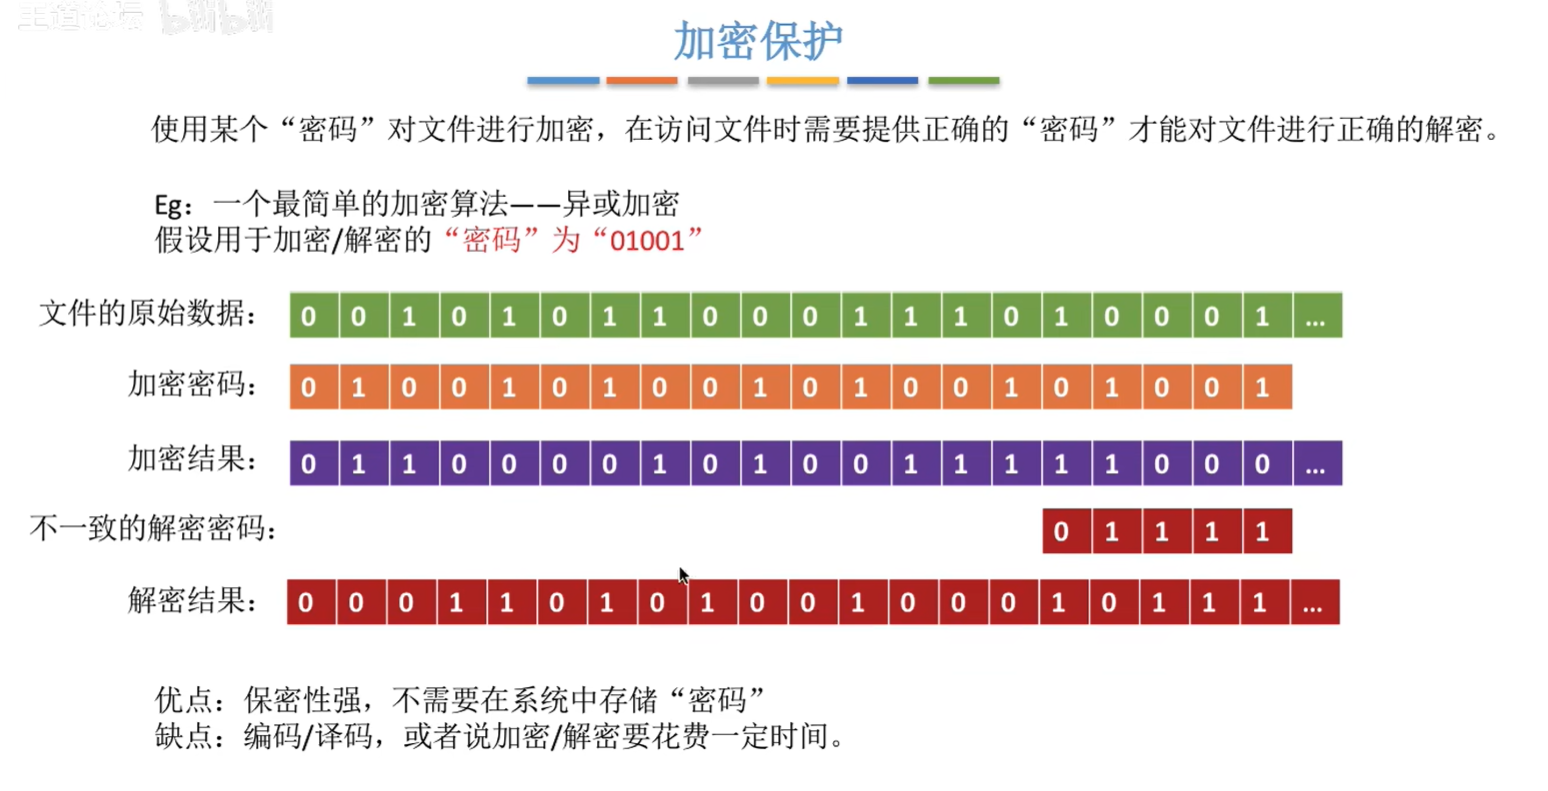 王道论坛 bilibili
加密保护
使用某个“密码”对文件进行加密，在访问文件时需要提供正确的“密码”才能对文件进行正确的解密。
Eg：一个最简单的加密算法——异或加密
假设用于加密/解密的“密码”为“01001”
文件的原始数据： 0 0 1 0 1 0 1 1 0 0 0 1 1 1 0 1 0 0 0 1 ...
加密密码： 0 1 0 0 1 0 1 0 0 1 0 1 0 0 1 0 1 0 0 1
加密结果： 0 1 1 0 0 0 0 1 0 1 0 0 1 1 1 1 1 0 0 0 ...
不一致的解密密码： 0 1 1 1 1
解密结果： 0 0 0 1 1 0 1 0 1 0 0 1 0 0 0 1 0 1 1 1 ...
优点：保密性强，不需要在系统中存储“密码”
缺点：编码/译码，或者说加密/解密要花费一定时间。